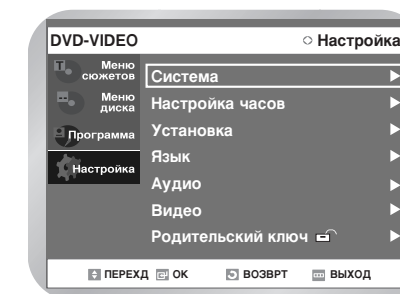 DVD-VIDEO
Настройка
Меню
сюжетов
Меню
диска
Программа
Настройка
Система
Настройка часов
Установка
Язык
Аудио
Видео
Родительский ключ
ПЕРЕХД OK ВОЗВРТ ВЫХОД